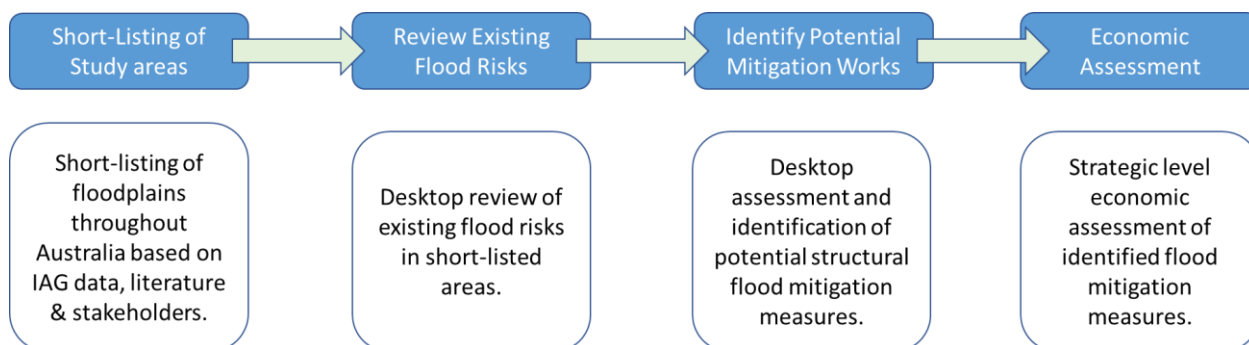 Short-Listing of
Study areas
Review Existing
Flood Risks
Identify Potential
Mitigation Works
Economic
Assessment
Short-listing of
floodplains
throughout
Australia based on
IAG data, literature
& stakeholders.
Desktop review of
existing flood risks
in short-listed
areas.
Desktop
assessment and
identification of
potential structural
flood mitigation
measures.
Strategic level
economic
assessment of
identified flood
mitigation
measures.